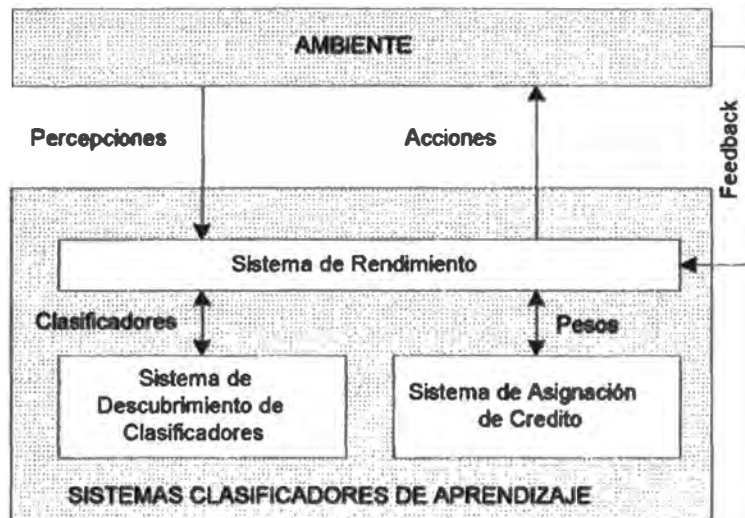 AMBIENTE
Percepciones
Acciones
Feedback
Sistema de Rendimiento
Clasificadores
Pesos
Sistema de
Descubrimiento de
Clasificadores
Sistema de Asignación
de Credito
SISTEMAS CLASIFICADORES DE APRENDIZAJE